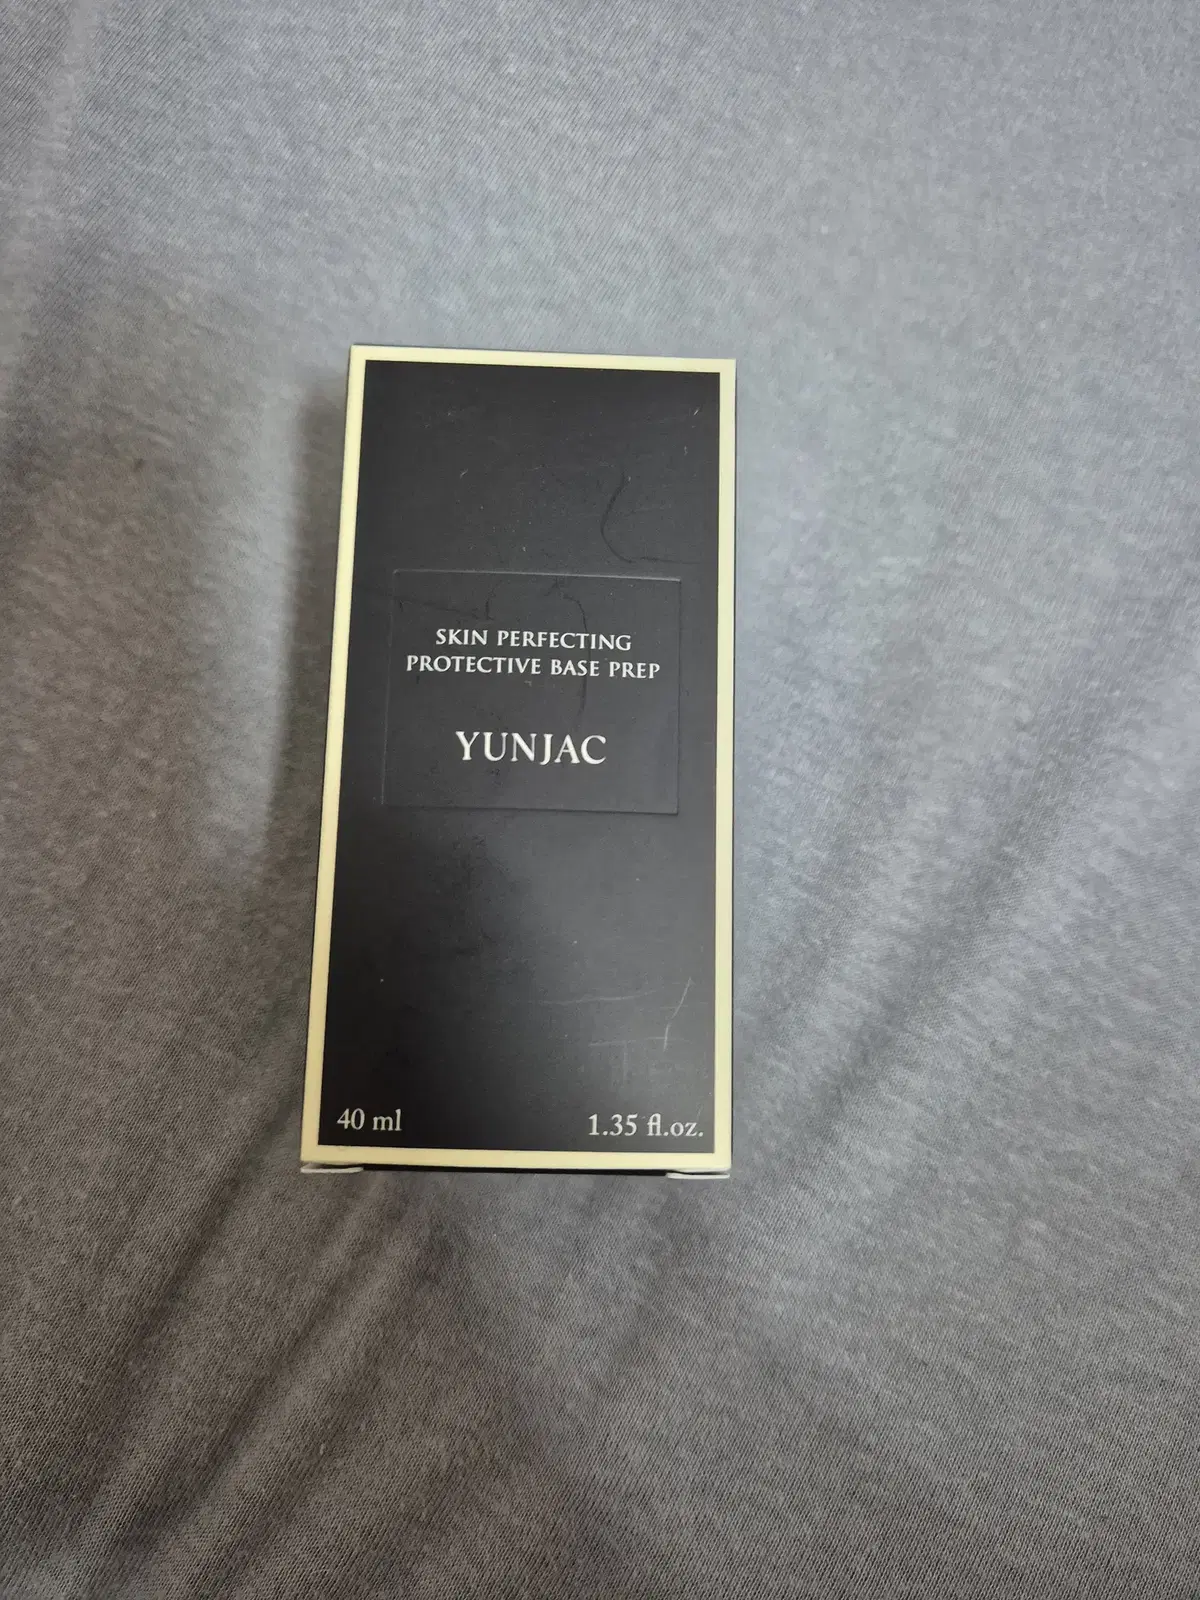 SKIN PERFECTING
PROTECTIVE BASE PREP
YUNJAC
40 ml 1.35 fl.oz.